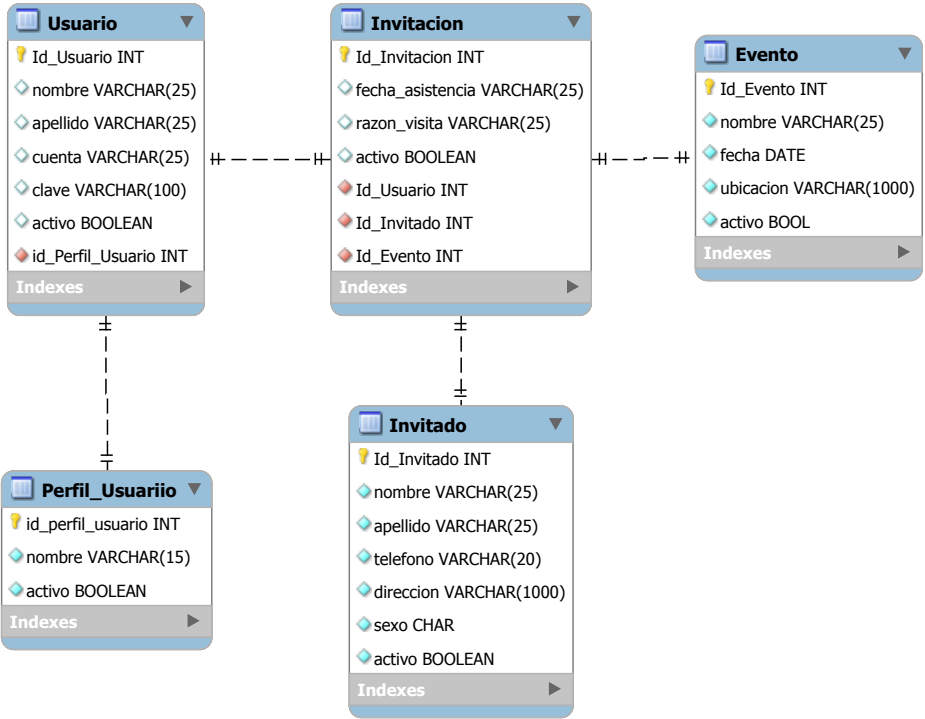 Usuario
Id_Usuario INT
nombre VARCHAR(25)
apellido VARCHAR(25)
cuenta VARCHAR(25)
clave VARCHAR(100)
activo BOOLEAN
id_Perfil_Usuario INT
Indexes
Invitacion
Id_Invitacion INT
fecha_asistencia VARCHAR(25)
razon_visita VARCHAR(25)
activo BOOLEAN
Id_Usuario INT
Id_Invitado INT
Id_Evento INT
Indexes
Evento
Id_Evento INT
nombre VARCHAR(25)
fecha DATE
ubicacion VARCHAR(1000)
activo BOOL
Indexes
Perfil_Usuariio
id_perfil_usuario INT
nombre VARCHAR(15)
activo BOOLEAN
Indexes
Invitado
Id_Invitado INT
nombre VARCHAR(25)
apellido VARCHAR(25)
telefono VARCHAR(20)
direccion VARCHAR(1000)
sexo CHAR
activo BOOLEAN
Indexes